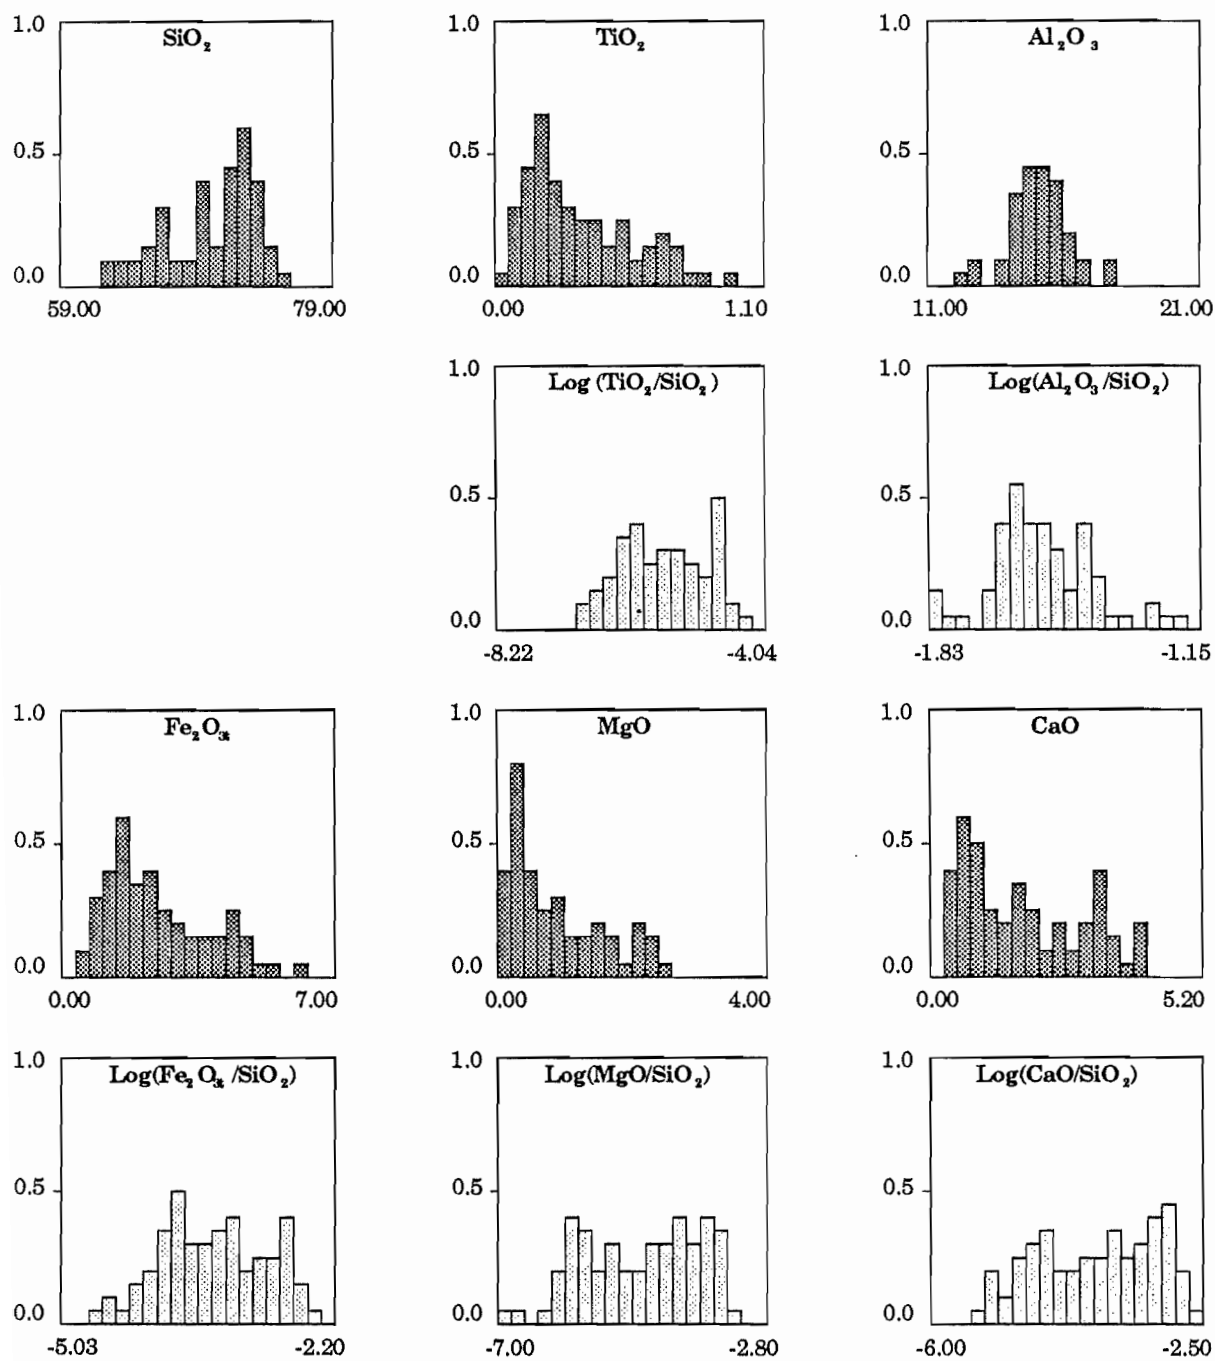 1.0 SiO₂ 1.0 TiO₂ 1.0 Al₂O₃
0.5 0.5 0.5
0.0 0.0 0.0
59.00 79.00 0.00 1.10 11.00 21.00
1.0 Log (TiO₂/SiO₂) 1.0 Log(Al₂O₃/SiO₂)
0.5 0.5
0.0 0.0
-8.22 -4.04 -1.83 -1.15
1.0 Fe₂O₃t 1.0 MgO 1.0 CaO
0.5 0.5 0.5
0.0 0.0 0.0
0.00 7.00 0.00 4.00 0.00 5.20
1.0 Log(Fe₂O₃t/SiO₂) 1.0 Log(MgO/SiO₂) 1.0 Log(CaO/SiO₂)
0.5 0.5 0.5
0.0 0.0 0.0
-5.03 -2.20 -7.00 -2.80 -6.00 -2.50